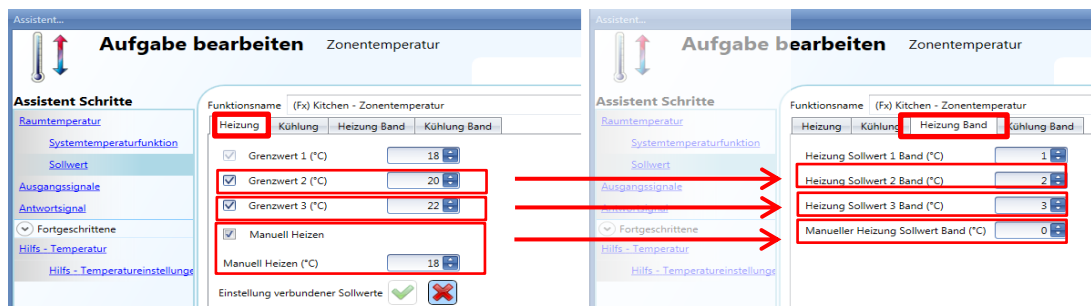 Assistent...
Aufgabe bearbeiten Zonentemperatur
Assistent Schritte
Raumtemperatur
Systemtemperaturfunktion
Sollwert
Ausgangssignale
Antwortsignal
Fortgeschrittene
Hilfs - Temperatur
Hilfs - Temperatureinstellunge
Funktionsname (Fx) Kitchen - Zonentemperatur
Heizung Kühlung Heizung Band Kühlung Band
Grenzwert 1 (°C) 18
Grenzwert 2 (°C) 20
Grenzwert 3 (°C) 22
Manuell Heizen
Manuell Heizen (°C) 18
Einstellung verbundener Sollwerte
Assistent...
Aufgabe bearbeiten Zonentemperatur
Assistent Schritte
Raumtemperatur
Systemtemperaturfunktion
Sollwert
Ausgangssignale
Antwortsignal
Fortgeschrittene
Hilfs - Temperatur
Hilfs - Temperatureinstellunge
Funktionsname (Fx) Kitchen - Zonentemperatur
Heizung Kühlung Heizung Band Kühlung Band
Heizung Sollwert 1 Band (°C) 1
Heizung Sollwert 2 Band (°C) 2
Heizung Sollwert 3 Band (°C) 3
Manueller Heizung Sollwert Band (°C) 0